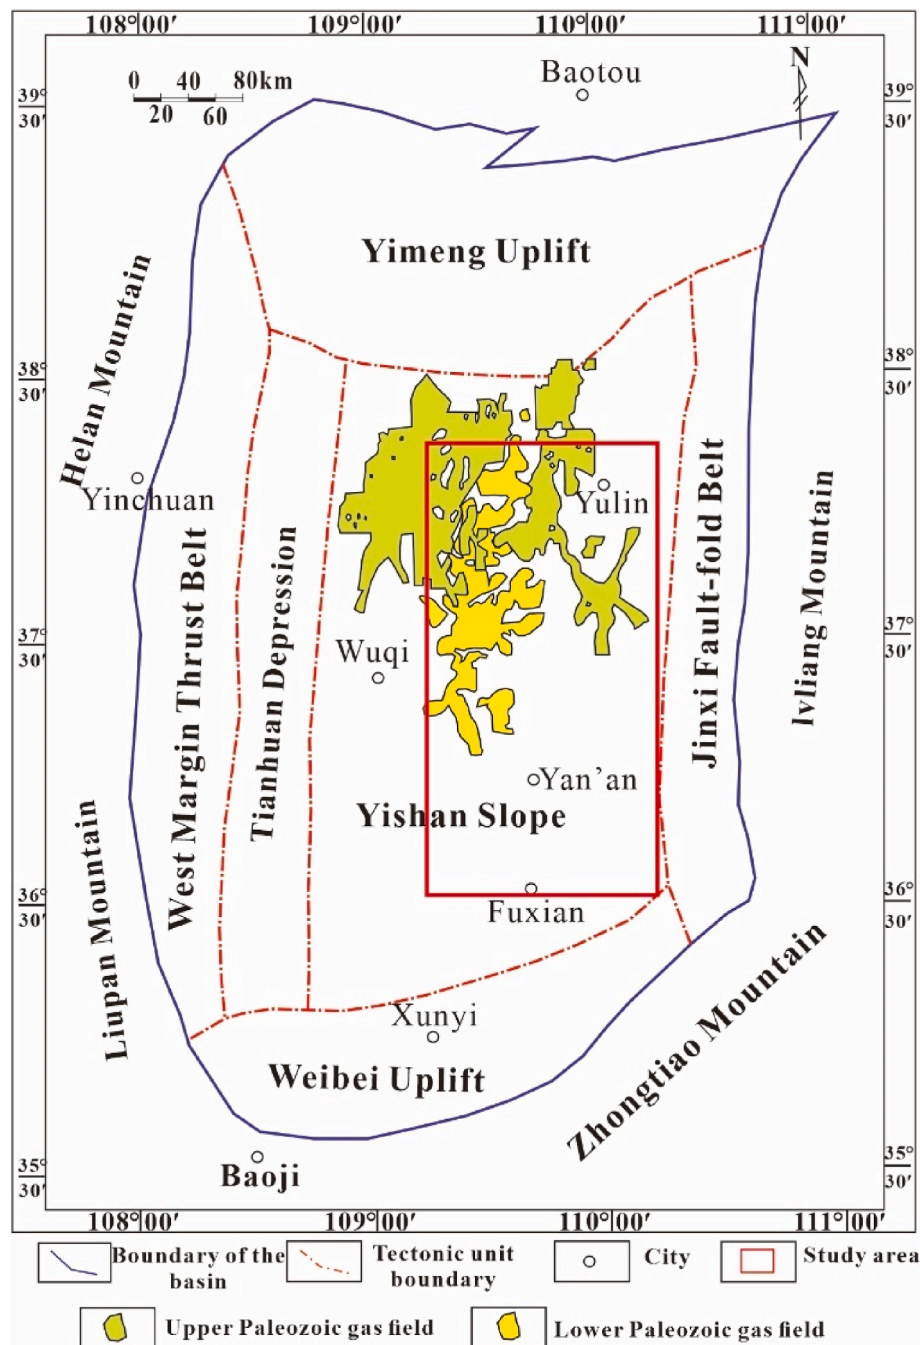 108°00′ 109°00′ 110°00′ 111°00′
N
0 40 80km
20 60
Baotou
39° 39°
30′ 30′
Yimeng Uplift
Helan Mountain
38° 38°
30′ 30′
Yinchuan
Yulin
West Margin Thrust Belt
Tianhuan Depression
Jinxi Fault-fold Belt
Ivliang Mountain
37° 37°
30′ 30′
Wuqi
Yan’an
Yishan Slope
Liupan Mountain
36° 36°
30′ 30′
Fuxian
Zhongtiao Mountain
Xunyi
Weibei Uplift
35° 35°
30′ 30′
Baoji
108°00′ 109°00′ 110°00′ 111°00′
Boundary of the
basin
Tectonic unit
boundary
City
Study area
Upper Paleozoic gas field
Lower Paleozoic gas field